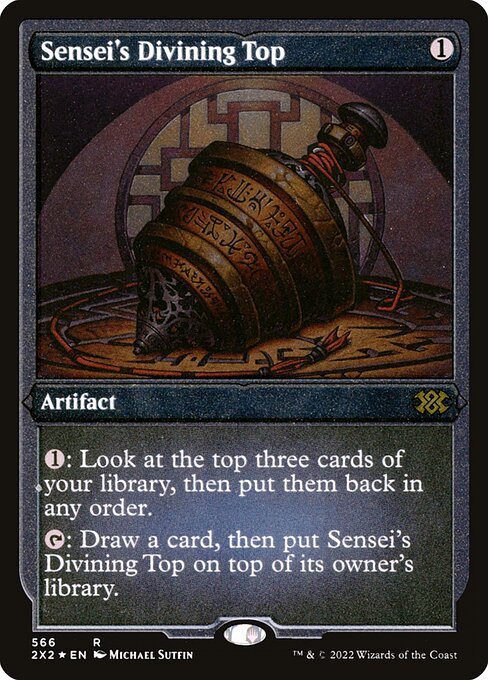 Sensei's Divining Top 1
Artifact
1: Look at the top three cards of
your library, then put them back in
any order.
: Draw a card, then put Sensei's
Divining Top on top of its owner's
library.
566 R
2X2 ★ EN Michael Sutfin
™ & © 2022 Wizards of the Coast